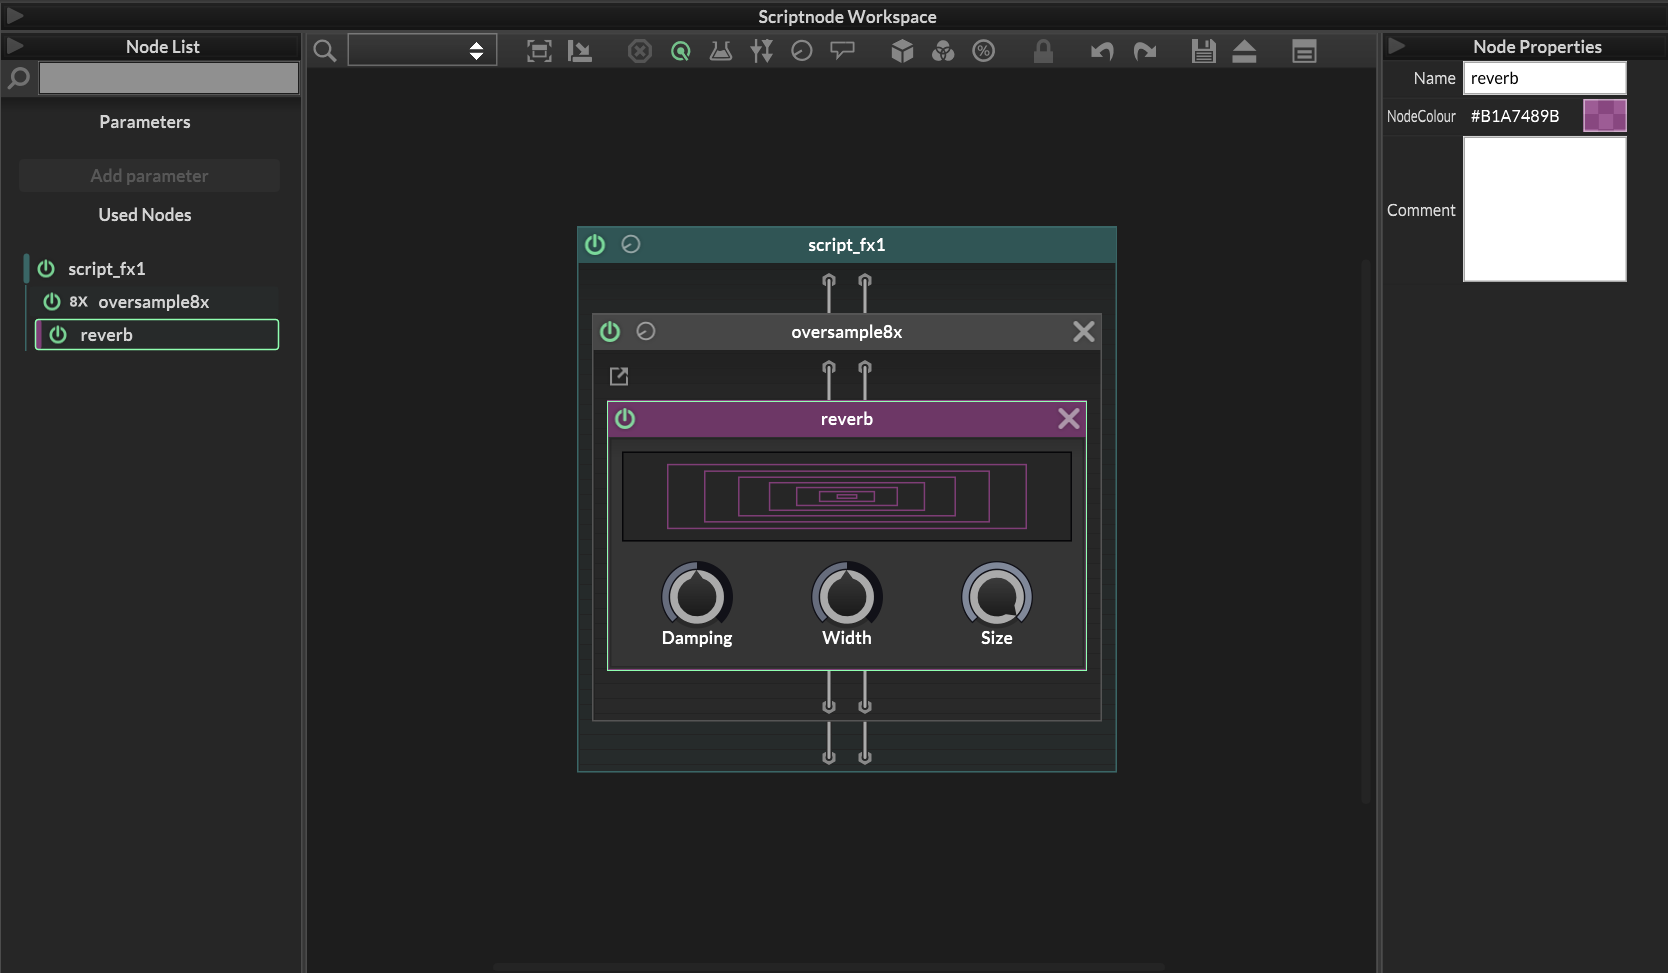 Scriptnode Workspace
Node List
Parameters
Add parameter
Used Nodes
script_fx1
8X oversample8x
reverb
script_fx1
oversample8x
reverb
Damping
Width
Size
Node Properties
Name reverb
NodeColour #B1A7489B
Comment